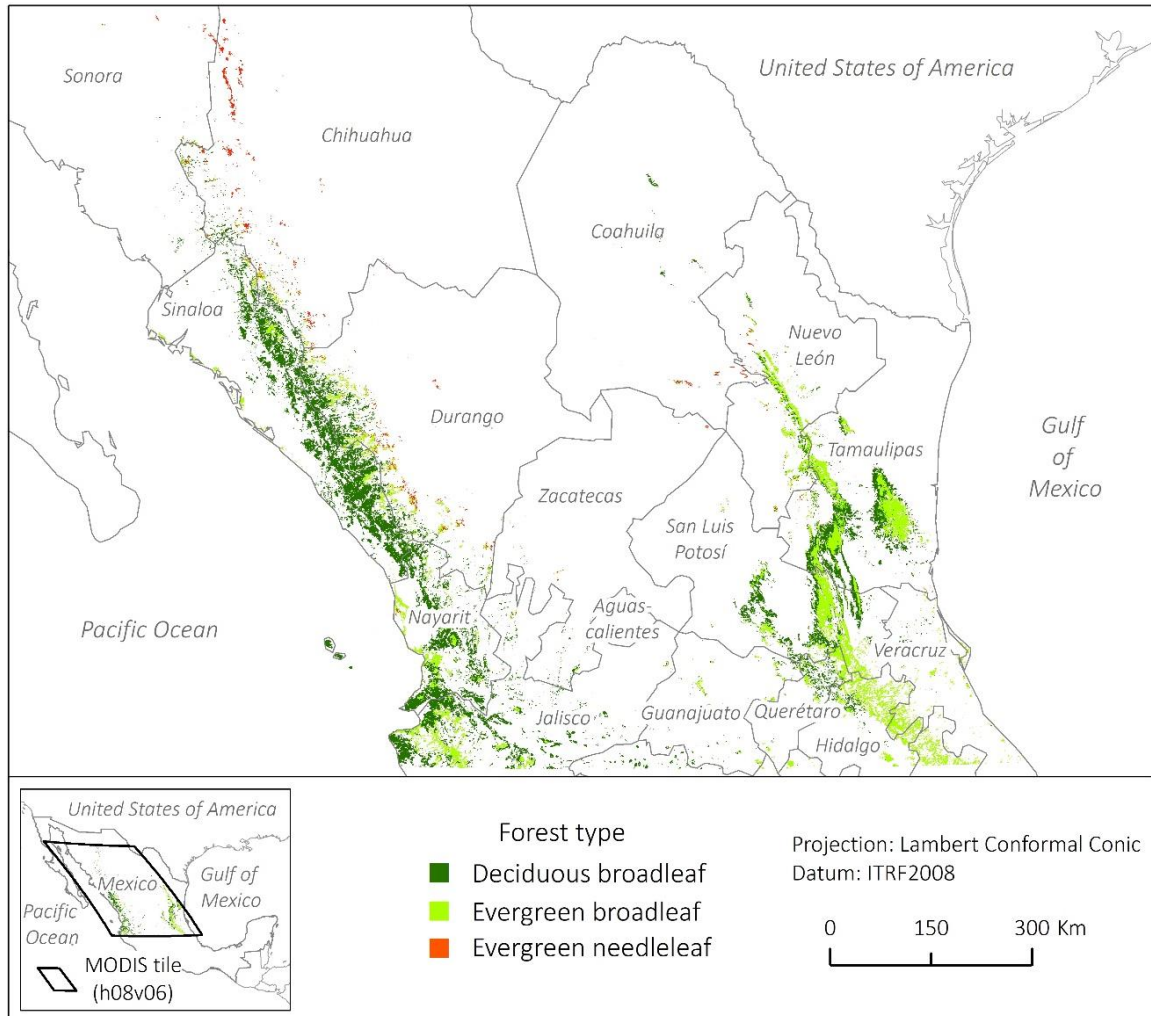 Sonora
United States of America
Chihuahua
Coahuila
Sinaloa
Nuevo
León
Durango
Tamaulipas
Gulf
of
Mexico
Zacatecas
San Luis
Potosí
Pacific Ocean
Nayarit
Aguas-
calientes
Veracruz
Jalisco
Guanajuato
Querétaro
Hidalgo
United States of America
Mexico
Gulf of
Mexico
Pacific
Ocean
MODIS tile
(h08v06)
Forest type
Deciduous broadleaf
Evergreen broadleaf
Evergreen needleleaf
Projection: Lambert Conformal Conic
Datum: ITRF2008
0 150 300 Km